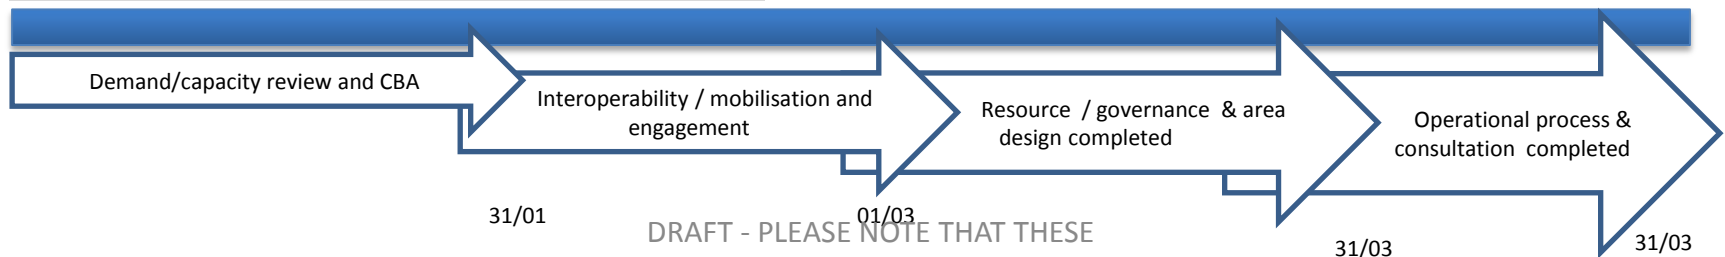 Demand/capacity review and CBA
Interoperability / mobilisation and
engagement
Resource / governance & area
design completed
Operational process &
consultation completed
31/01
01/03
DRAFT - PLEASE NOTE THAT THESE
31/03
31/03